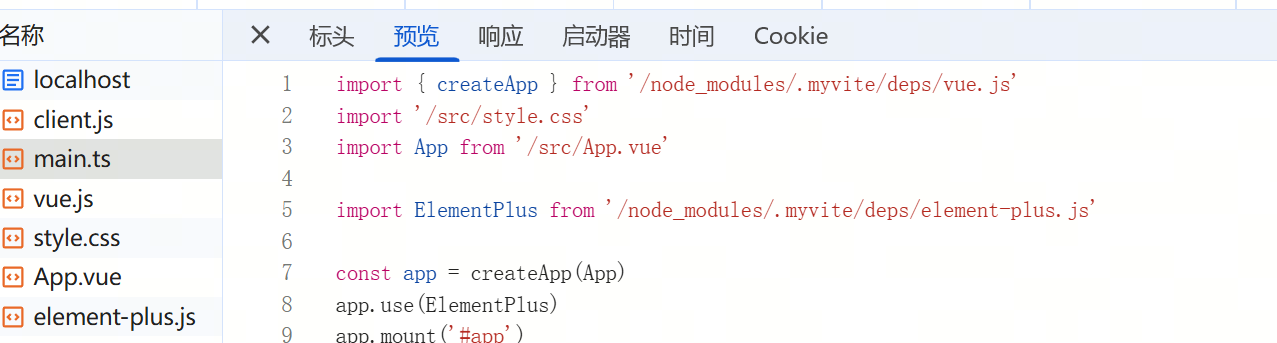 名称
标头 预览 响应 启动器 时间 Cookie
localhost
client.js
main.ts
vue.js
style.css
App.vue
element-plus.js
1 import { createApp } from '/node_modules/.myvite/deps/vue.js'
2 import '/src/style.css'
3 import App from '/src/App.vue'
4
5 import ElementPlus from '/node_modules/.myvite/deps/element-plus.js'
6
7 const app = createApp(App)
8 app.use(ElementPlus)
9 app.mount('#app')